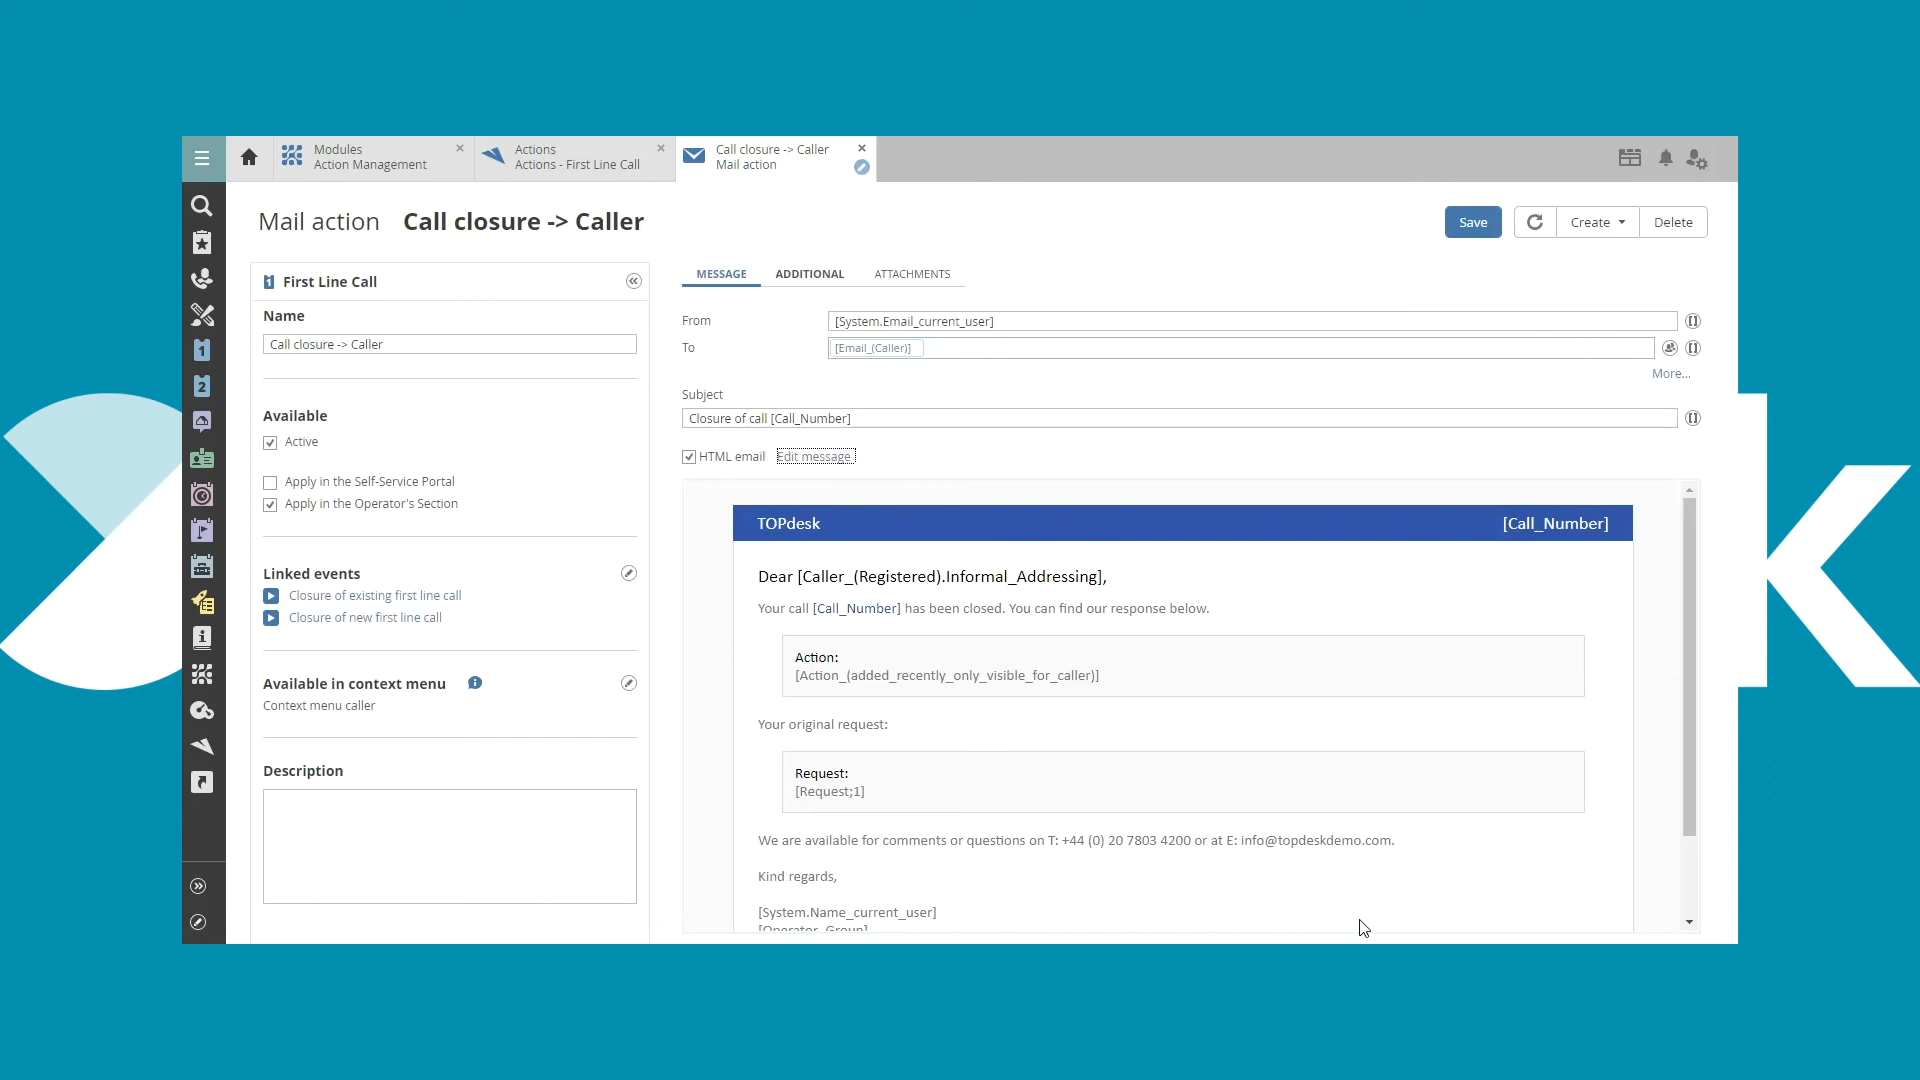 Modules
Action Management
Actions
Actions - First Line Call
Call closure -> Caller
Mail action
Mail action Call closure -> Caller
Save
Create
Delete
1 First Line Call
Name
Call closure -> Caller
Available
Active
Apply in the Self-Service Portal
Apply in the Operator's Section
Linked events
Closure of existing first line call
Closure of new first line call
Available in context menu
Context menu caller
Description
1
2
MESSAGE ADDITIONAL ATTACHMENTS
From [System.Email_current_user]
To [Email_(Caller)]
More...
Subject
Closure of call [Call_Number]
HTML email Edit message
TOPdesk [Call_Number]
Dear [Caller_(Registered).Informal_Addressing],
Your call [Call_Number] has been closed. You can find our response below.
Action:
[Action_(added_recently_only_visible_for_caller)]
Your original request:
Request:
[Request;1]
We are available for comments or questions on T: +44 (0) 20 7803 4200 or at E: info@topdeskdemo.com.
Kind regards,
[System.Name_current_user]
[Operator_Group]
k